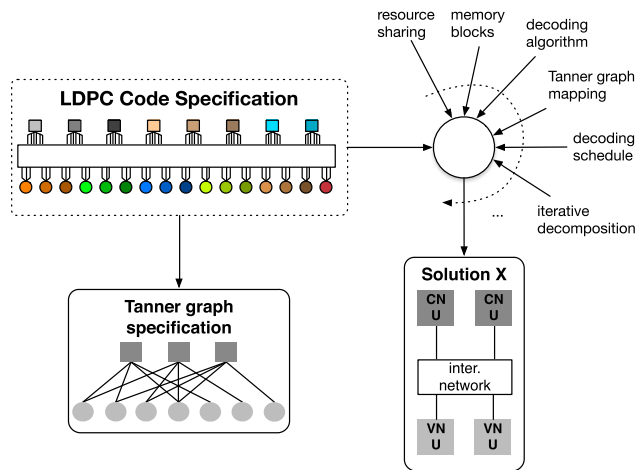 resource
sharing
memory
blocks
decoding
algorithm
Tanner graph
mapping
decoding
schedule
iterative
decomposition
...
LDPC Code Specification
Tanner graph
specification
Solution X
CN
U
CN
U
inter.
network
VN
U
VN
U